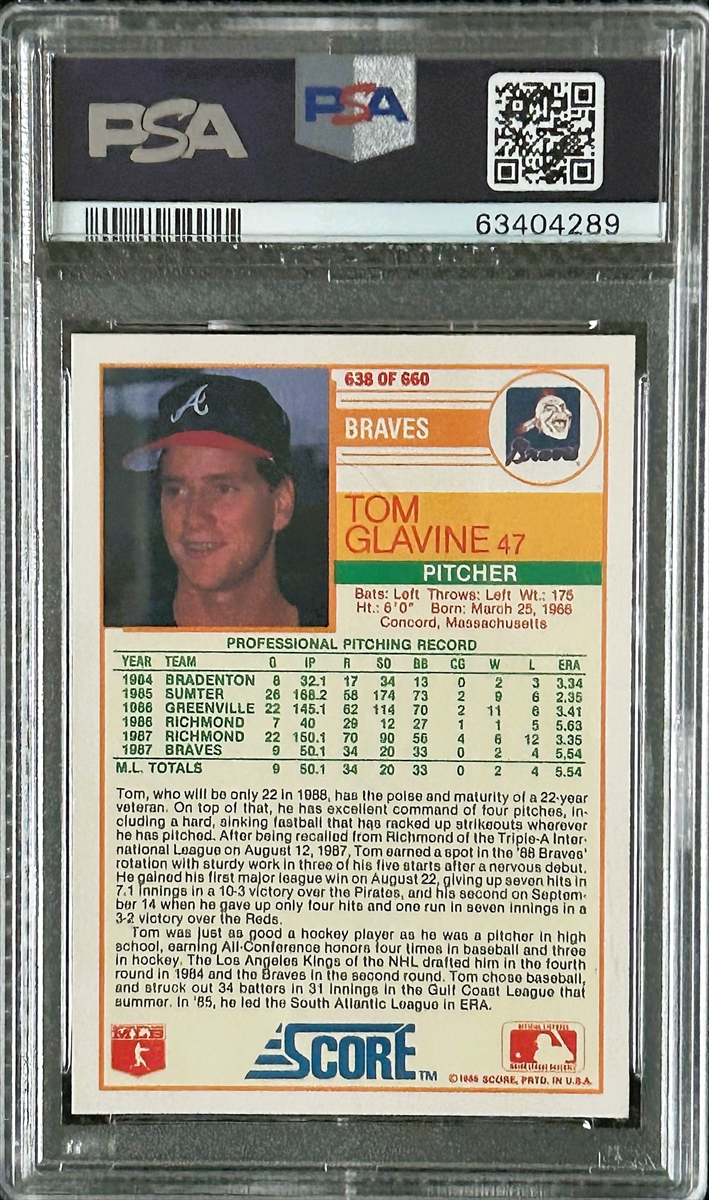 PSA
PSA
63404289
638 OF 660
BRAVES
Braves
TOM
GLAVINE 47
PITCHER
Bats: Left Throws: Left Wt.: 175
Ht.: 6'0" Born: March 25, 1966
Concord, Massachusetts
PROFESSIONAL PITCHING RECORD
YEAR TEAM G IP R SO BB CG W L ERA
1984 BRADENTON 8 32.1 17 34 13 0 2 3 3.34
1985 SUMTER 26 168.2 58 174 73 2 9 6 2.35
1986 GREENVILLE 22 145.1 62 114 70 2 11 6 3.41
1986 RICHMOND 7 40 29 12 27 1 1 5 5.63
1987 RICHMOND 22 150.1 70 90 56 4 6 12 3.35
1987 BRAVES 9 50.1 34 20 33 0 2 4 5.54
M.L. TOTALS 9 50.1 34 20 33 0 2 4 5.54
Tom, who will be only 22 in 1988, has the poise and maturity of a 22-year
veteran. On top of that, he has excellent command of four pitches, in-
cluding a hard, sinking fastball that has racked up strikeouts wherever
he has pitched. After being recalled from Richmond of the Triple-A Inter-
national League on August 12, 1987, Tom earned a spot in the '88 Braves'
rotation with sturdy work in three of his five starts after a nervous debut.
He gained his first major league win on August 22, giving up seven hits in
7.1 innings in a 10-3 victory over the Pirates, and his second on Septem-
ber 14 when he gave up only four hits and one run in seven innings in a
3-2 victory over the Reds.
Tom was just as good a hockey player as he was a pitcher in high
school, earning All-Conference honors four times in baseball and three
in hockey. The Los Angeles Kings of the NHL drafted him in the fourth
round in 1984 and the Braves in the second round. Tom chose baseball,
and struck out 34 batters in 31 innings in the Gulf Coast League that
summer. In '85, he led the South Atlantic League in ERA.
MLB
SCORE™
OFFICIAL LICENSEE
MAJOR LEAGUE BASEBALL
©1988 SCORE, PRTD. IN U.S.A.